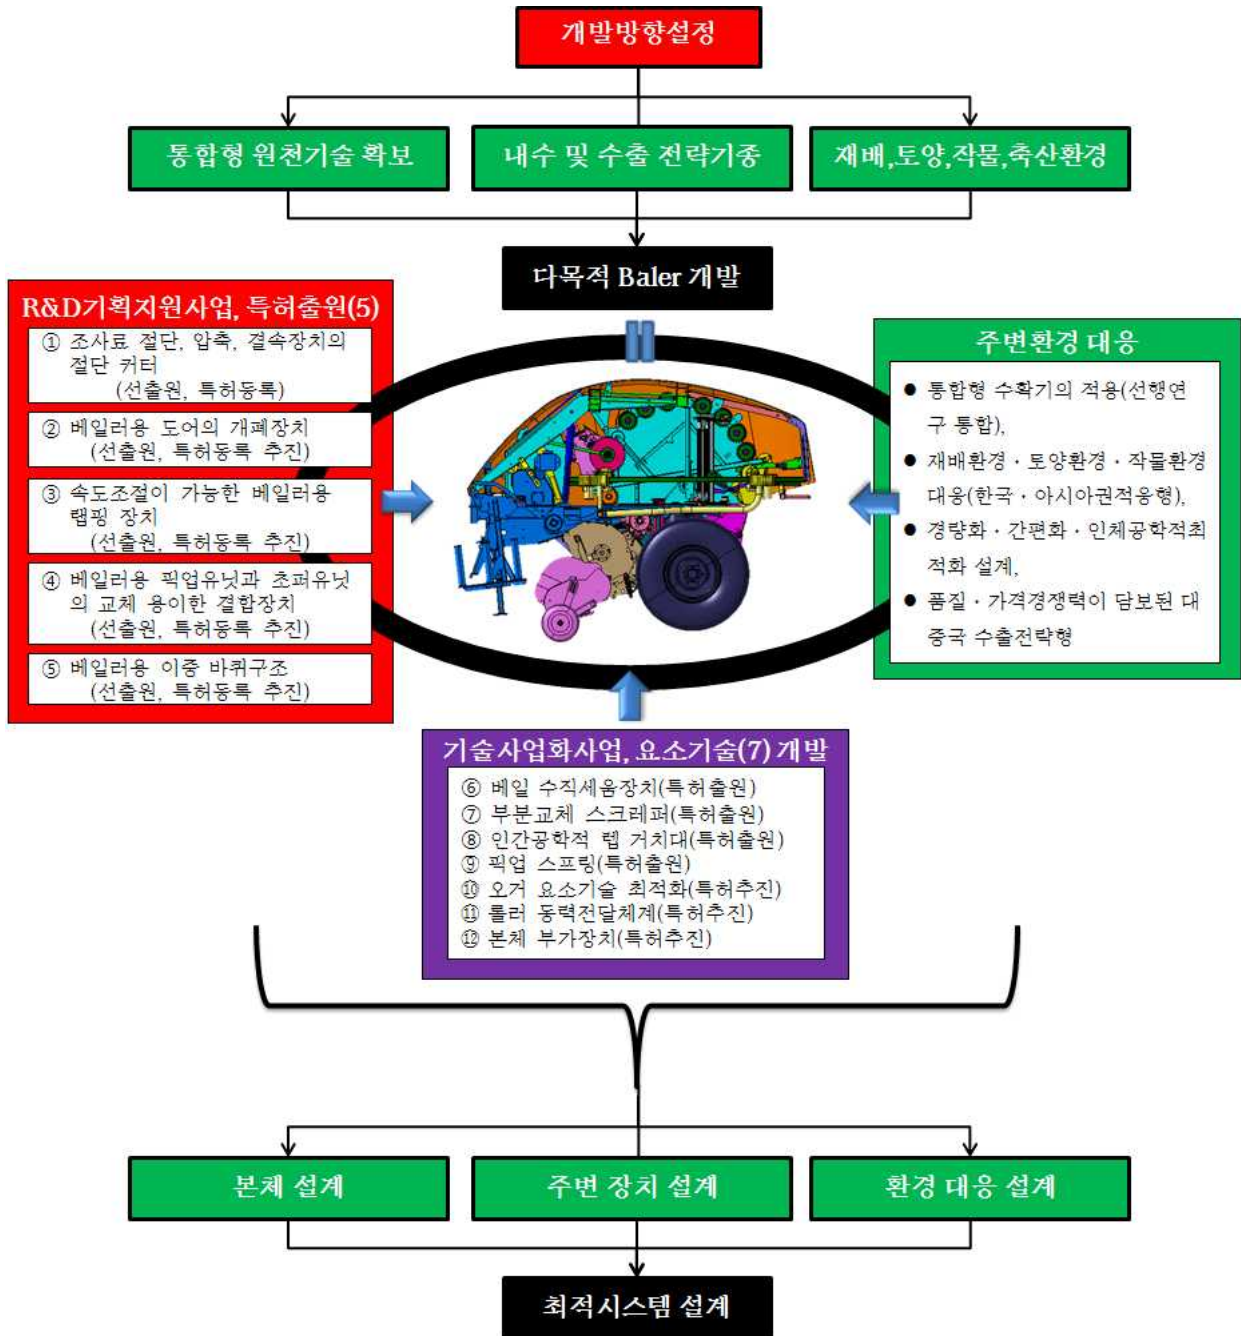 개발방향설정
통합형 원천기술 확보
내수 및 수출 전략기종
재배,토양,작물,축산환경
다목적 Baler 개발
R&D기획지원사업, 특허출원(5)
① 조사료 절단, 압축, 결속장치의
절단 커터
(선출원, 특허등록)
② 베일러용 도어의 개폐장치
(선출원, 특허등록 추진)
③ 속도조절이 가능한 베일러용
랩핑 장치
(선출원, 특허등록 추진)
④ 베일러용 픽업유닛과 초퍼유닛
의 교체 용이한 결합장치
(선출원, 특허등록 추진)
⑤ 베일러용 이중 바퀴구조
(선출원, 특허등록 추진)
주변환경 대응
● 통합형 수확기의 적용(선행연
구 통합),
● 재배환경·토양환경·작물환경
대응(한국·아시아권적응형),
● 경량화·간편화·인체공학적최
적화 설계,
● 품질·가격경쟁력이 담보된 대
중국 수출전략형
기술사업화사업, 요소기술(7) 개발
⑥ 베일 수직세움장치(특허출원)
⑦ 부분교체 스크레퍼(특허출원)
⑧ 인간공학적 렙 거치대(특허출원)
⑨ 픽업 스프링(특허출원)
⑩ 오거 요소기술 최적화(특허추진)
⑪ 롤러 동력전달체계(특허추진)
⑫ 본체 부가장치(특허추진)
본체 설계
주변 장치 설계
환경 대응 설계
최적시스템 설계